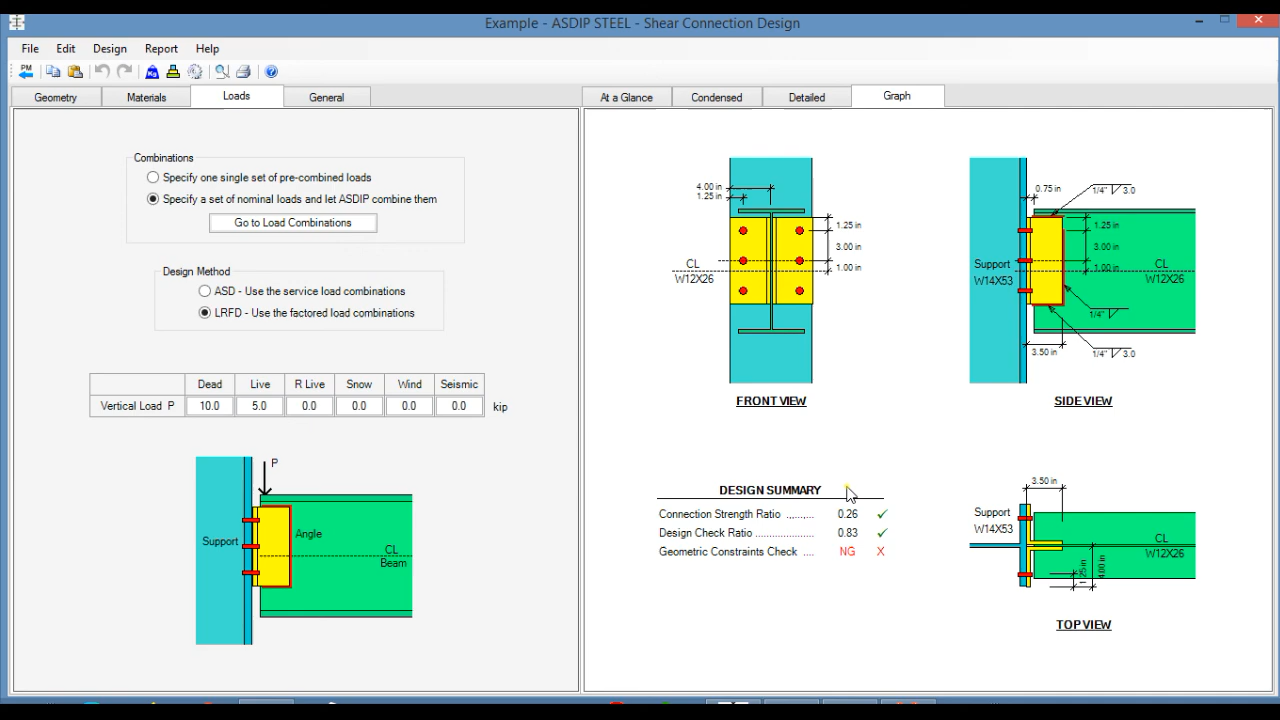 Example - ASDIP STEEL - Shear Connection Design
File Edit Design Report Help
PM
Kip
?
Geometry Materials Loads General
At a Glance Condensed Detailed Graph
Combinations
Specify one single set of pre-combined loads
Specify a set of nominal loads and let ASDIP combine them
Go to Load Combinations
Design Method
ASD - Use the service load combinations
LRFD - Use the factored load combinations
Dead Live R Live Snow Wind Seismic
Vertical Load P 10.0 5.0 0.0 0.0 0.0 0.0 kip
P
Support
Angle
CL
Beam
4.00 in
1.25 in
1.25 in
3.00 in
1.00 in
CL
W12X26
FRONT VIEW
0.75 in
1/4" 3.0
1.25 in
3.00 in
1.00 in
Support
W14X53
CL
W12X26
1/4"
3.50 in
1/4" 3.0
SIDE VIEW
DESIGN SUMMARY
Connection Strength Ratio ........... 0.26 ✓
Design Check Ratio .................... 0.83 ✓
Geometric Constraints Check .... NG X
3.50 in
Support
W14X53
CL
W12X26
1.25 in
4.00 in
TOP VIEW